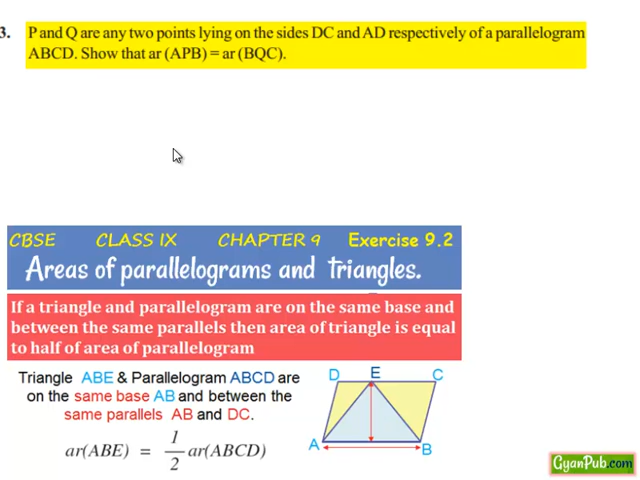 3. P and Q are any two points lying on the sides DC and AD respectively of a parallelogram
ABCD. Show that ar (APB) = ar (BQC).
CBSE CLASS IX CHAPTER 9 Exercise 9.2
Areas of parallelograms and triangles.
If a triangle and parallelogram are on the same base and
between the same parallels then area of triangle is equal
to half of area of parallelogram
Triangle ABE & Parallelogram ABCD are
on the same base AB and between the
same parallels AB and DC.
ar(ABE) = 1/2 ar(ABCD)
D E C
A B
GyanPub.com